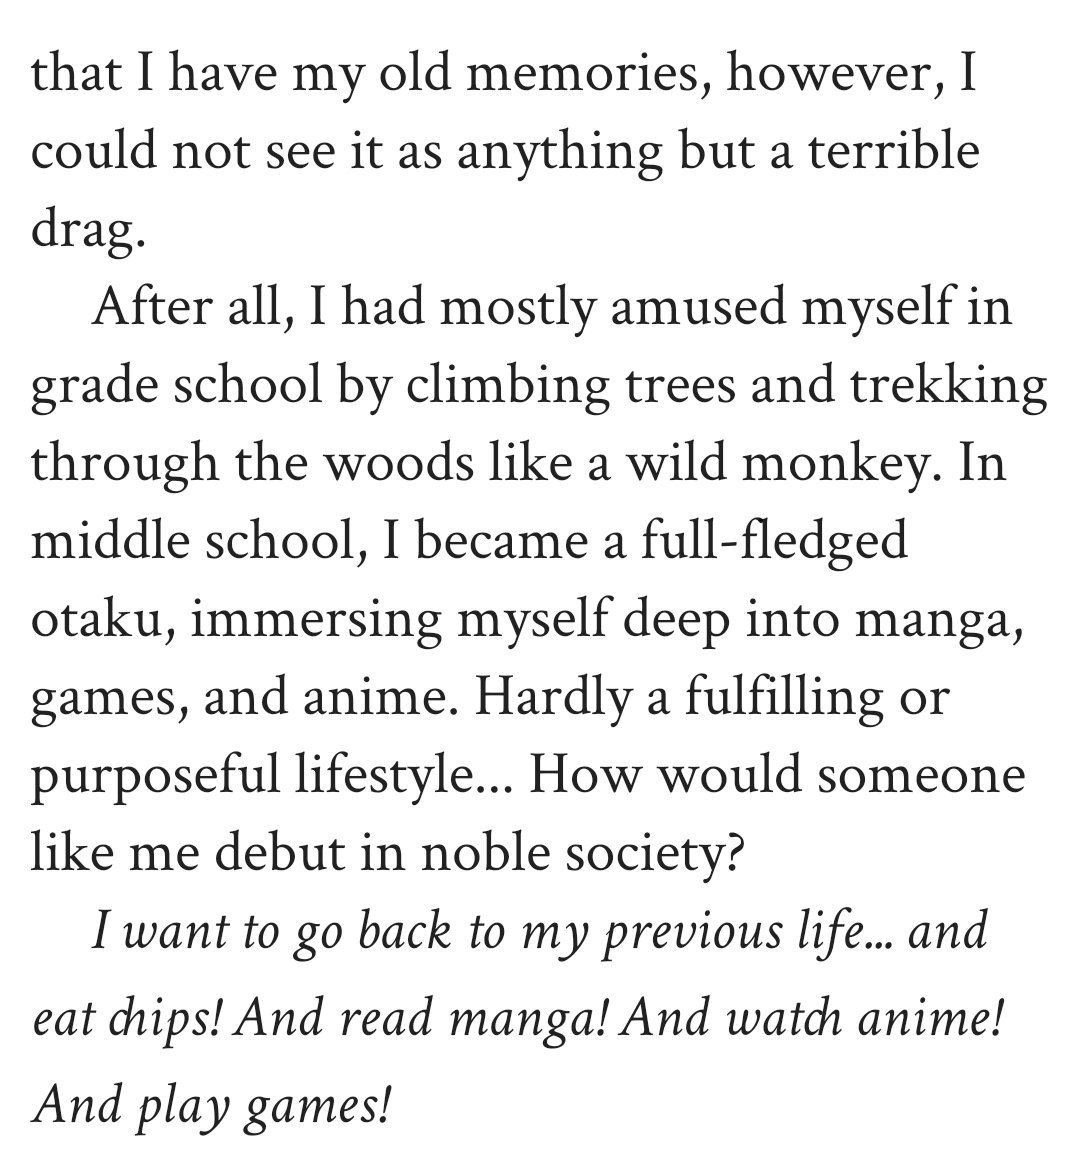 that I have my old memories, however, I
could not see it as anything but a terrible
drag.
After all, I had mostly amused myself in
grade school by climbing trees and trekking
through the woods like a wild monkey. In
middle school, I became a full-fledged
otaku, immersing myself deep into manga,
games, and anime. Hardly a fulfilling or
purposeful lifestyle... How would someone
like me debut in noble society?
I want to go back to my previous life... and
eat chips! And read manga! And watch anime!
And play games!